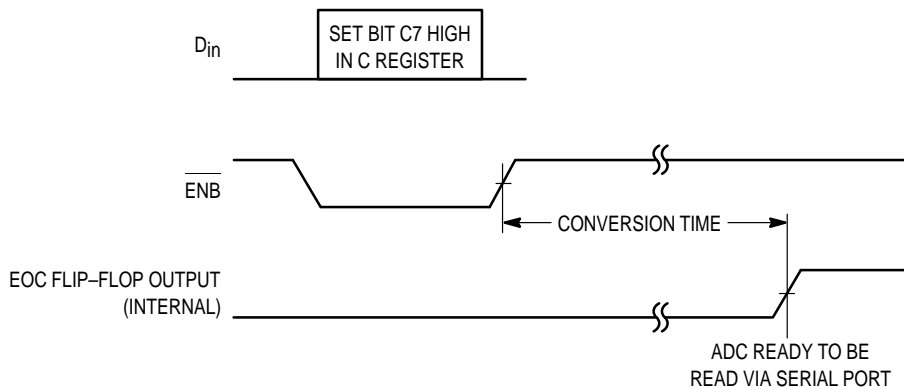 Din
SET BIT C7 HIGH
IN C REGISTER
ENB
CONVERSION TIME
EOC FLIP–FLOP OUTPUT
(INTERNAL)
ADC READY TO BE
READ VIA SERIAL PORT